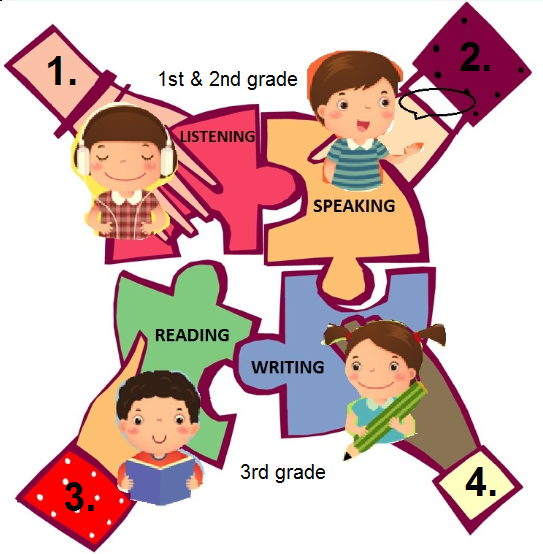 1.
2.
1st & 2nd grade
LISTENING
SPEAKING
READING
WRITING
3rd grade
3.
4.